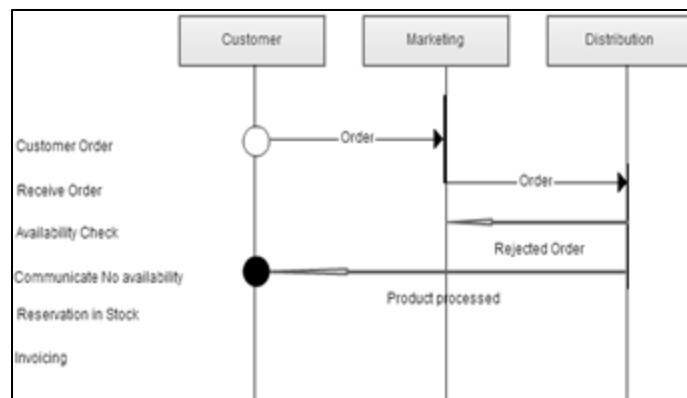 Customer
Marketing
Distribution
Customer Order
Order
Receive Order
Order
Availability Check
Rejected Order
Communicate No availability
Product processed
Reservation in Stock
Invoicing